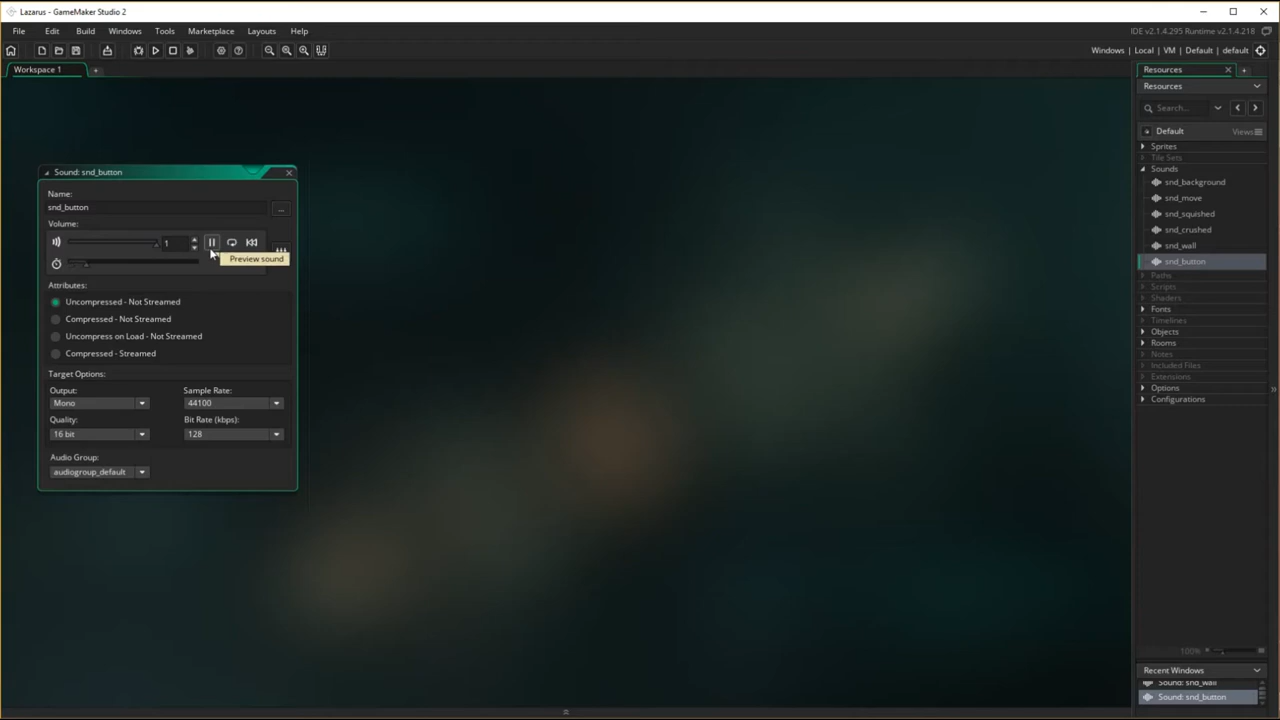 Lazarus - GameMaker Studio 2
File Edit Build Windows Tools Marketplace Layouts Help
IDE v2.1.4.295 Runtime v2.1.4.218
Windows | Local | VM | Default | default
Workspace 1
Resources
Resources
Search...
Default Views
Sprites
Tile Sets
Sounds
snd_background
snd_move
snd_squished
snd_crushed
snd_wall
snd_button
Paths
Scripts
Shaders
Fonts
Timelines
Objects
Rooms
Notes
Included Files
Extensions
Options
Configurations
100%
Recent Windows
Sound: snd_wall
Sound: snd_button
Sound: snd_button
Name:
snd_button
...
Volume:
1
Preview sound
Attributes:
Uncompressed - Not Streamed
Compressed - Not Streamed
Uncompress on Load - Not Streamed
Compressed - Streamed
Target Options:
Output: Sample Rate:
Mono 44100
Quality: Bit Rate (kbps):
16 bit 128
Audio Group:
audiogroup_default